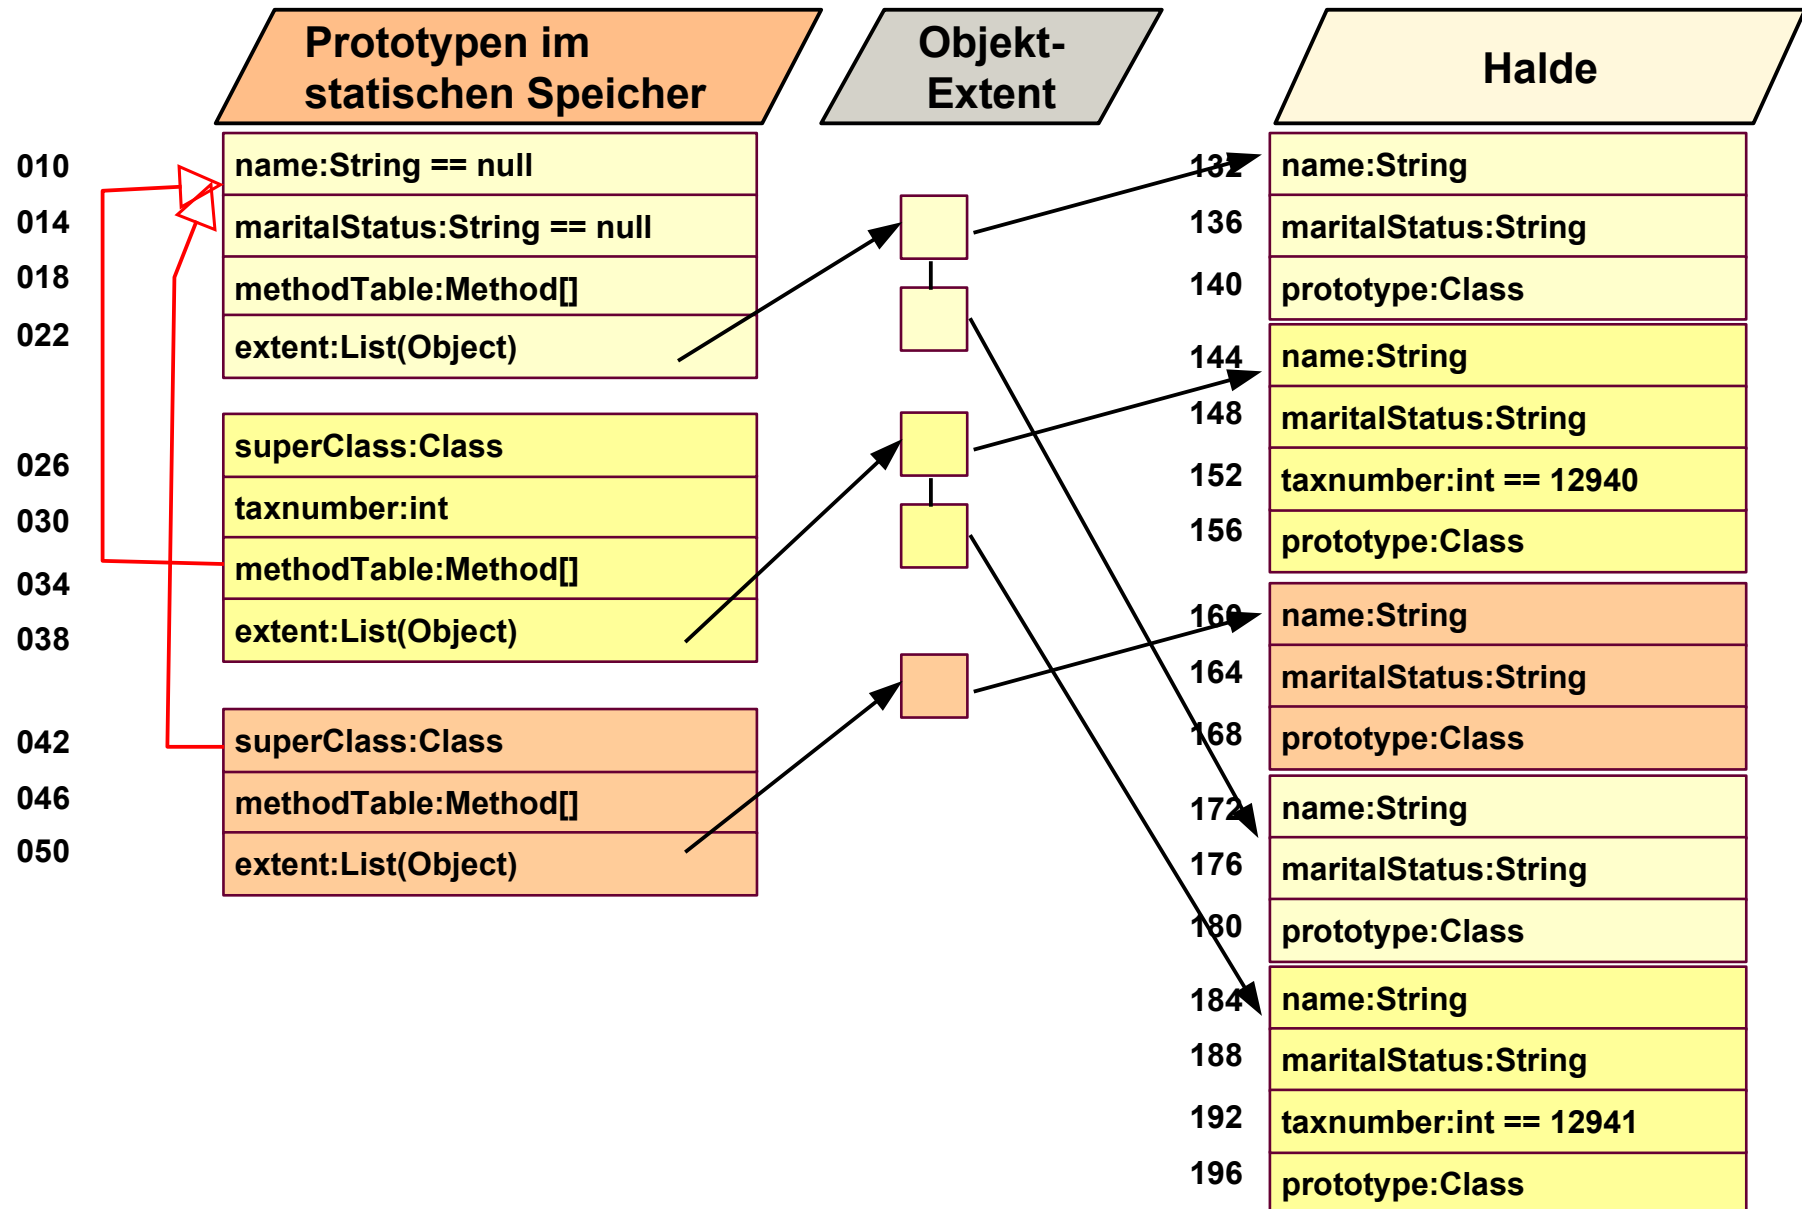 Prototypen im
statischen Speicher
Objekt-
Extent
Halde
010
name:String == null
014
maritalStatus:String == null
018
methodTable:Method[]
022
extent:List(Object)
026
superClass:Class
030
taxnumber:int
034
methodTable:Method[]
038
extent:List(Object)
042
superClass:Class
046
methodTable:Method[]
050
extent:List(Object)
132
name:String
136
maritalStatus:String
140
prototype:Class
144
name:String
148
maritalStatus:String
152
taxnumber:int == 12940
156
prototype:Class
160
name:String
164
maritalStatus:String
168
prototype:Class
172
name:String
176
maritalStatus:String
180
prototype:Class
184
name:String
188
maritalStatus:String
192
taxnumber:int == 12941
196
prototype:Class